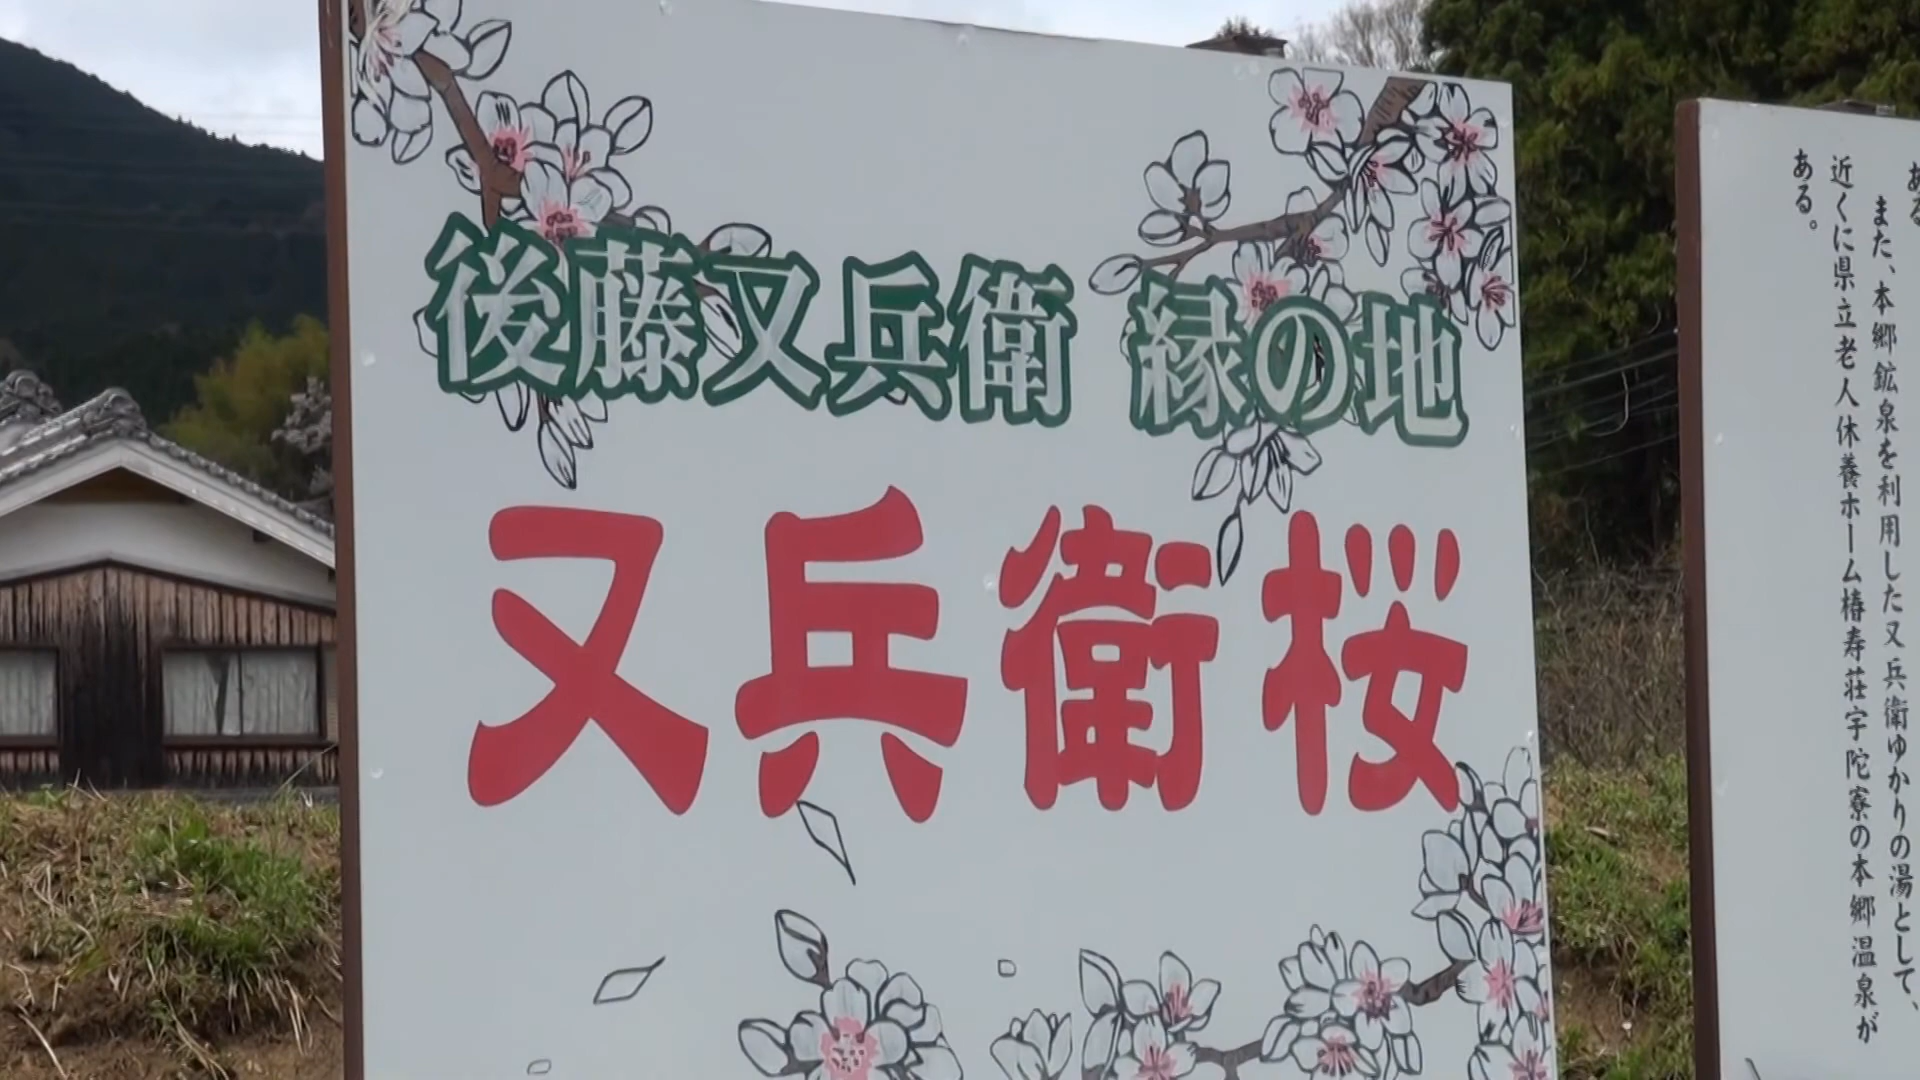 後藤又兵衛 縁の地
又兵衛桜
ある
また、本郷鉱泉を利用した又兵衛ゆかりの湯として、
近くに県立老人休養ホーム椿寿荘宇陀寮の本郷温泉が
ある。